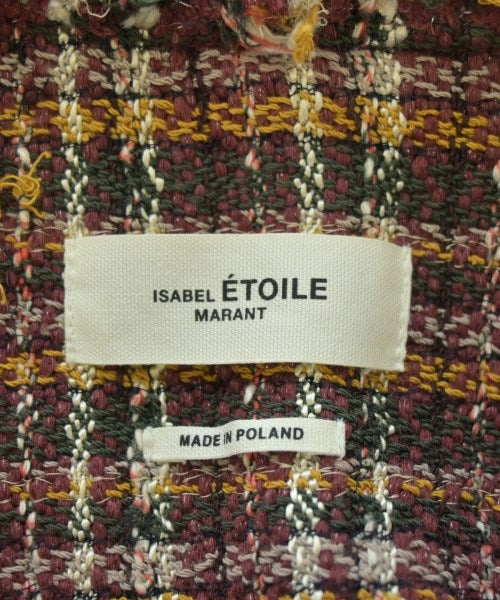 ISABEL ÉTOILE
MARANT
MADE IN POLAND